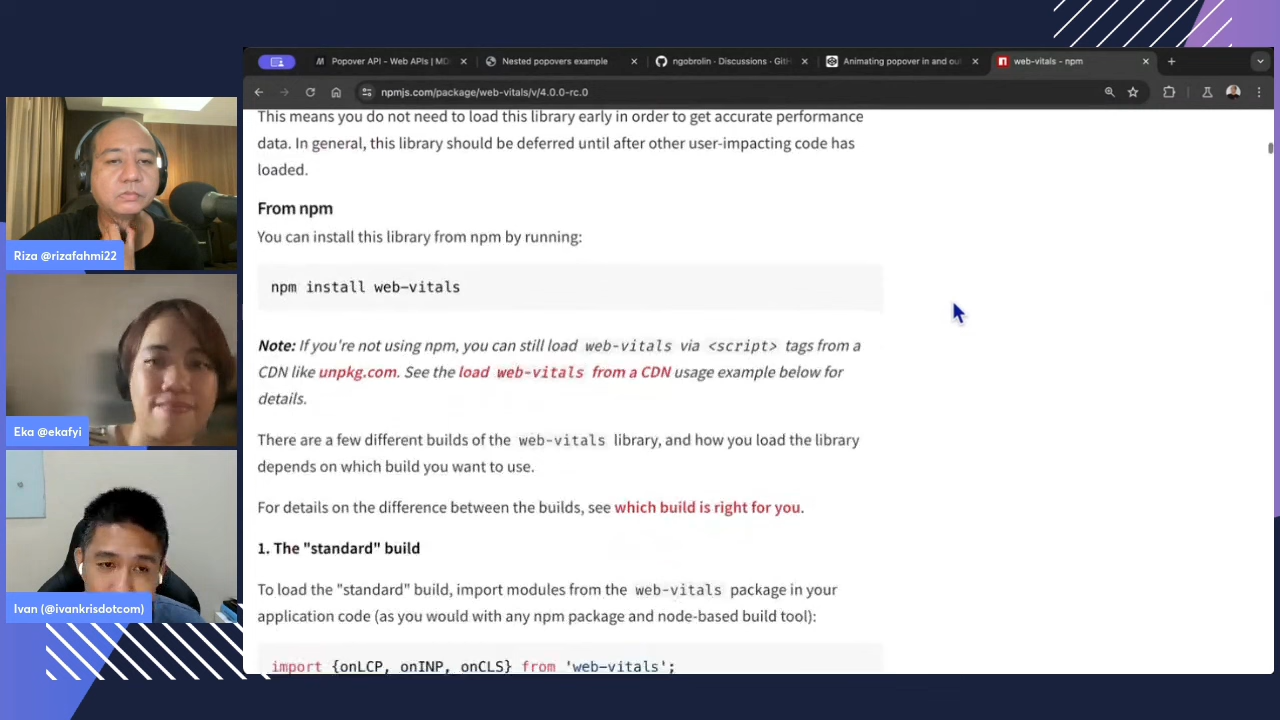 Popover API - Web APIs | MD
Nested popovers example
ngobrolin · Discussions · GitH
Animating popover in and ou
web-vitals - npm
npmjs.com/package/web-vitals/v/4.0.0-rc.0
This means you do not need to load this library early in order to get accurate performance
data. In general, this library should be deferred until after other user-impacting code has
loaded.
From npm
You can install this library from npm by running:
npm install web-vitals
Note: If you're not using npm, you can still load web-vitals via <script> tags from a
CDN like unpkg.com. See the load web-vitals from a CDN usage example below for
details.
There are a few different builds of the web-vitals library, and how you load the library
depends on which build you want to use.
For details on the difference between the builds, see which build is right for you.
1. The "standard" build
To load the "standard" build, import modules from the web-vitals package in your
application code (as you would with any npm package and node-based build tool):
import {onLCP, onINP, onCLS} from 'web-vitals';
Riza @rizafahmi22
Eka @ekafyi
Ivan (@ivankrisdotcom)